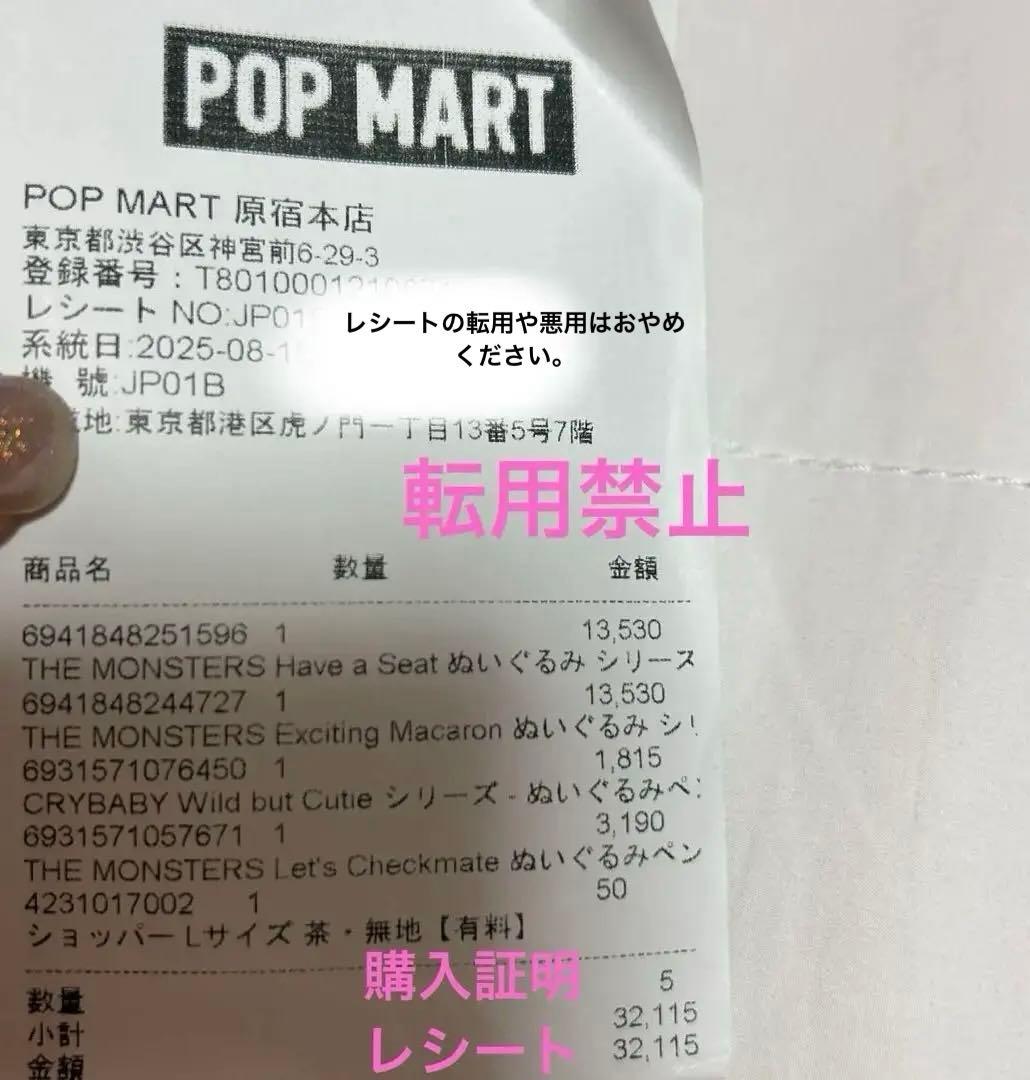 POP MART
POP MART 原宿本店
東京都渋谷区神宮前6-29-3
登録番号：T8010001210
レシート NO:JP01
レシートの転用や悪用はおやめ
ください。
系統日:2025-08-1
機 號:JP01B
地:東京都港区虎ノ門一丁目13番5号7階
転用禁止
商品名 数量 金額
6941848251596 1 13,530
THE MONSTERS Have a Seat ぬいぐるみ シリース
6941848244727 1 13,530
THE MONSTERS Exciting Macaron ぬいぐるみ シ
6931571076450 1 1,815
CRYBABY Wild but Cutie シリーズ - ぬいぐるみペ
6931571057671 1 3,190
THE MONSTERS Let's Checkmate ぬいぐるみペン
4231017002 1 50
ショッパー Lサイズ 茶・無地【有料】
購入証明
数量 5
小計 32,115
レシート
金額 32,115